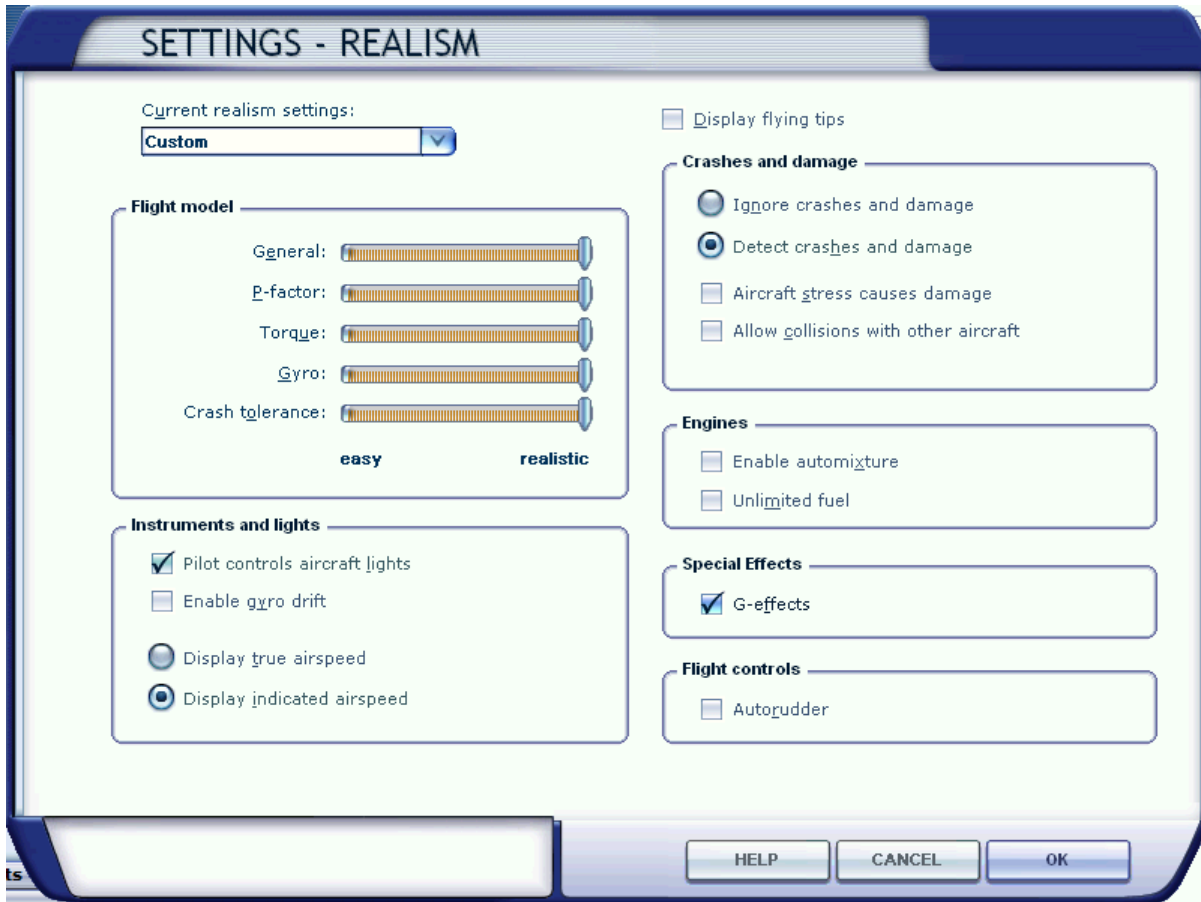 SETTINGS - REALISM
Current realism settings:
Custom
Flight model
General:
P-factor:
Torque:
Gyro:
Crash tolerance:
easy realistic
Instruments and lights
Pilot controls aircraft lights
Enable gyro drift
Display true airspeed
Display indicated airspeed
Display flying tips
Crashes and damage
Ignore crashes and damage
Detect crashes and damage
Aircraft stress causes damage
Allow collisions with other aircraft
Engines
Enable automixture
Unlimited fuel
Special Effects
G-effects
Flight controls
Autorudder
ts
HELP CANCEL OK